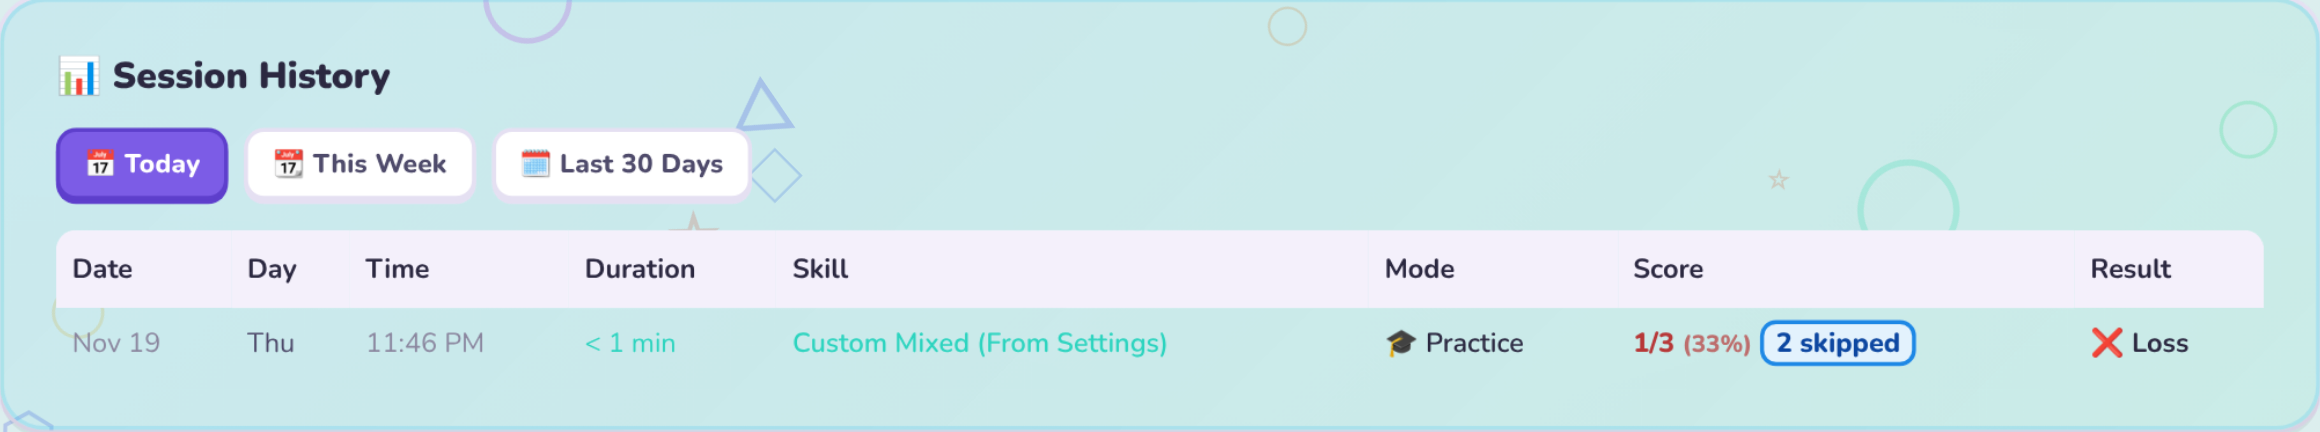 Session History
Today This Week Last 30 Days
Date Day Time Duration Skill Mode Score Result
Nov 19 Thu 11:46 PM < 1 min Custom Mixed (From Settings) Practice 1/3 (33%) 2 skipped Loss